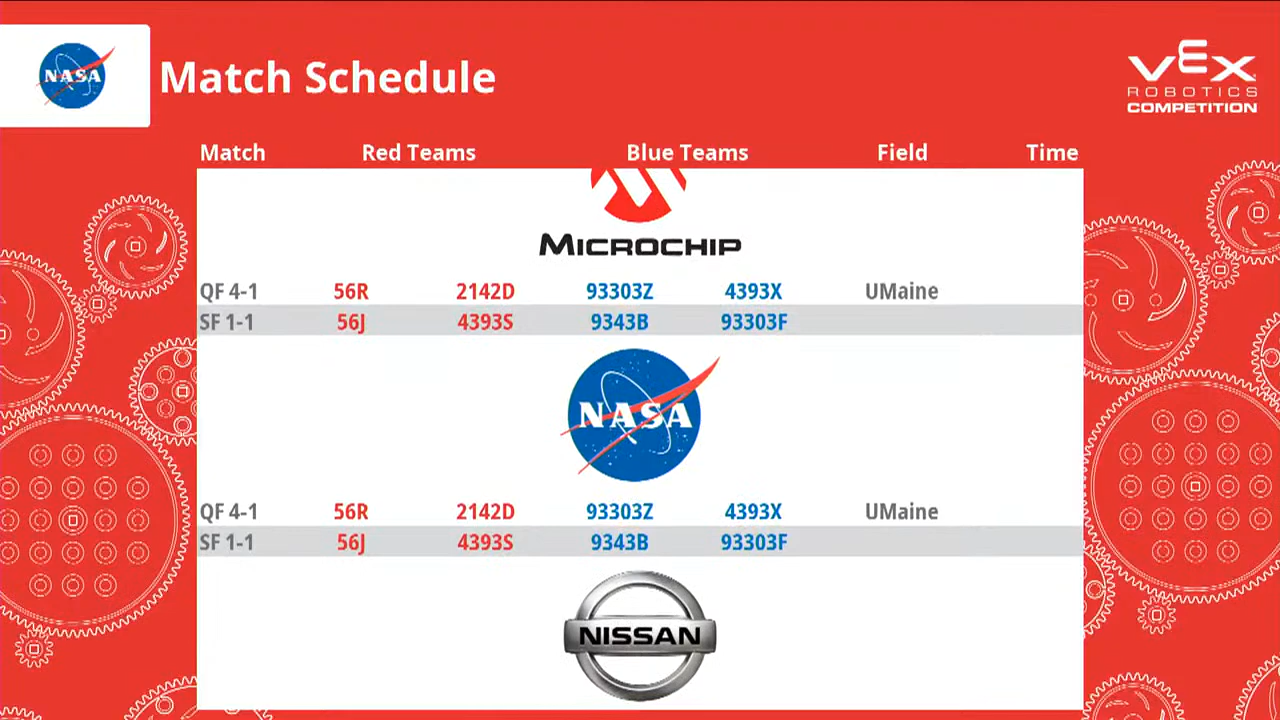 NASA Match Schedule
VEX
ROBOTICS
COMPETITION
Match Red Teams Blue Teams Field Time
MICROCHIP
QF 4-1 56R 2142D 93303Z 4393X UMaine
SF 1-1 56J 4393S 9343B 93303F
NASA
QF 4-1 56R 2142D 93303Z 4393X UMaine
SF 1-1 56J 4393S 9343B 93303F
NISSAN